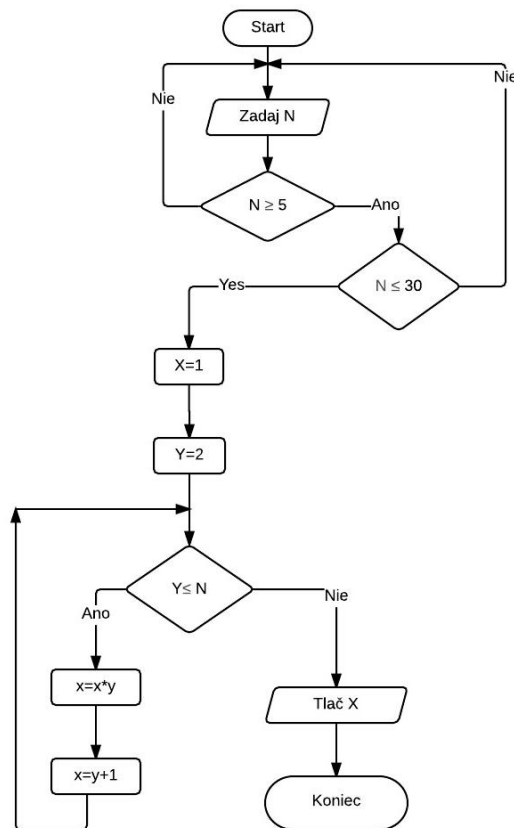 Start
Nie
Nie
Zadaj N
N ≥ 5
Ano
N ≤ 30
Yes
X=1
Y=2
Y≤ N
Nie
Ano
x=x*y
Tlač X
x=y+1
Koniec